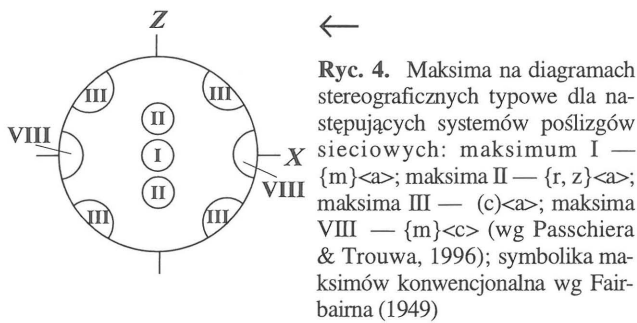 Z
III
III
II
VIII
I
X
II
VIII
III
III
←
Ryc. 4. Maksima na diagramach
stereograficznych typowe dla na-
stępujących systemów poślizgów
sieciowych: maksimum I —
{m}<a>; maksima II — {r, z}<a>;
maksima III — (c)<a>; maksima
VIII — {m}<c> (wg Passchiera
& Trouwa, 1996); symbolika ma-
ksimów konwencjonalna wg Fair-
bairna (1949)